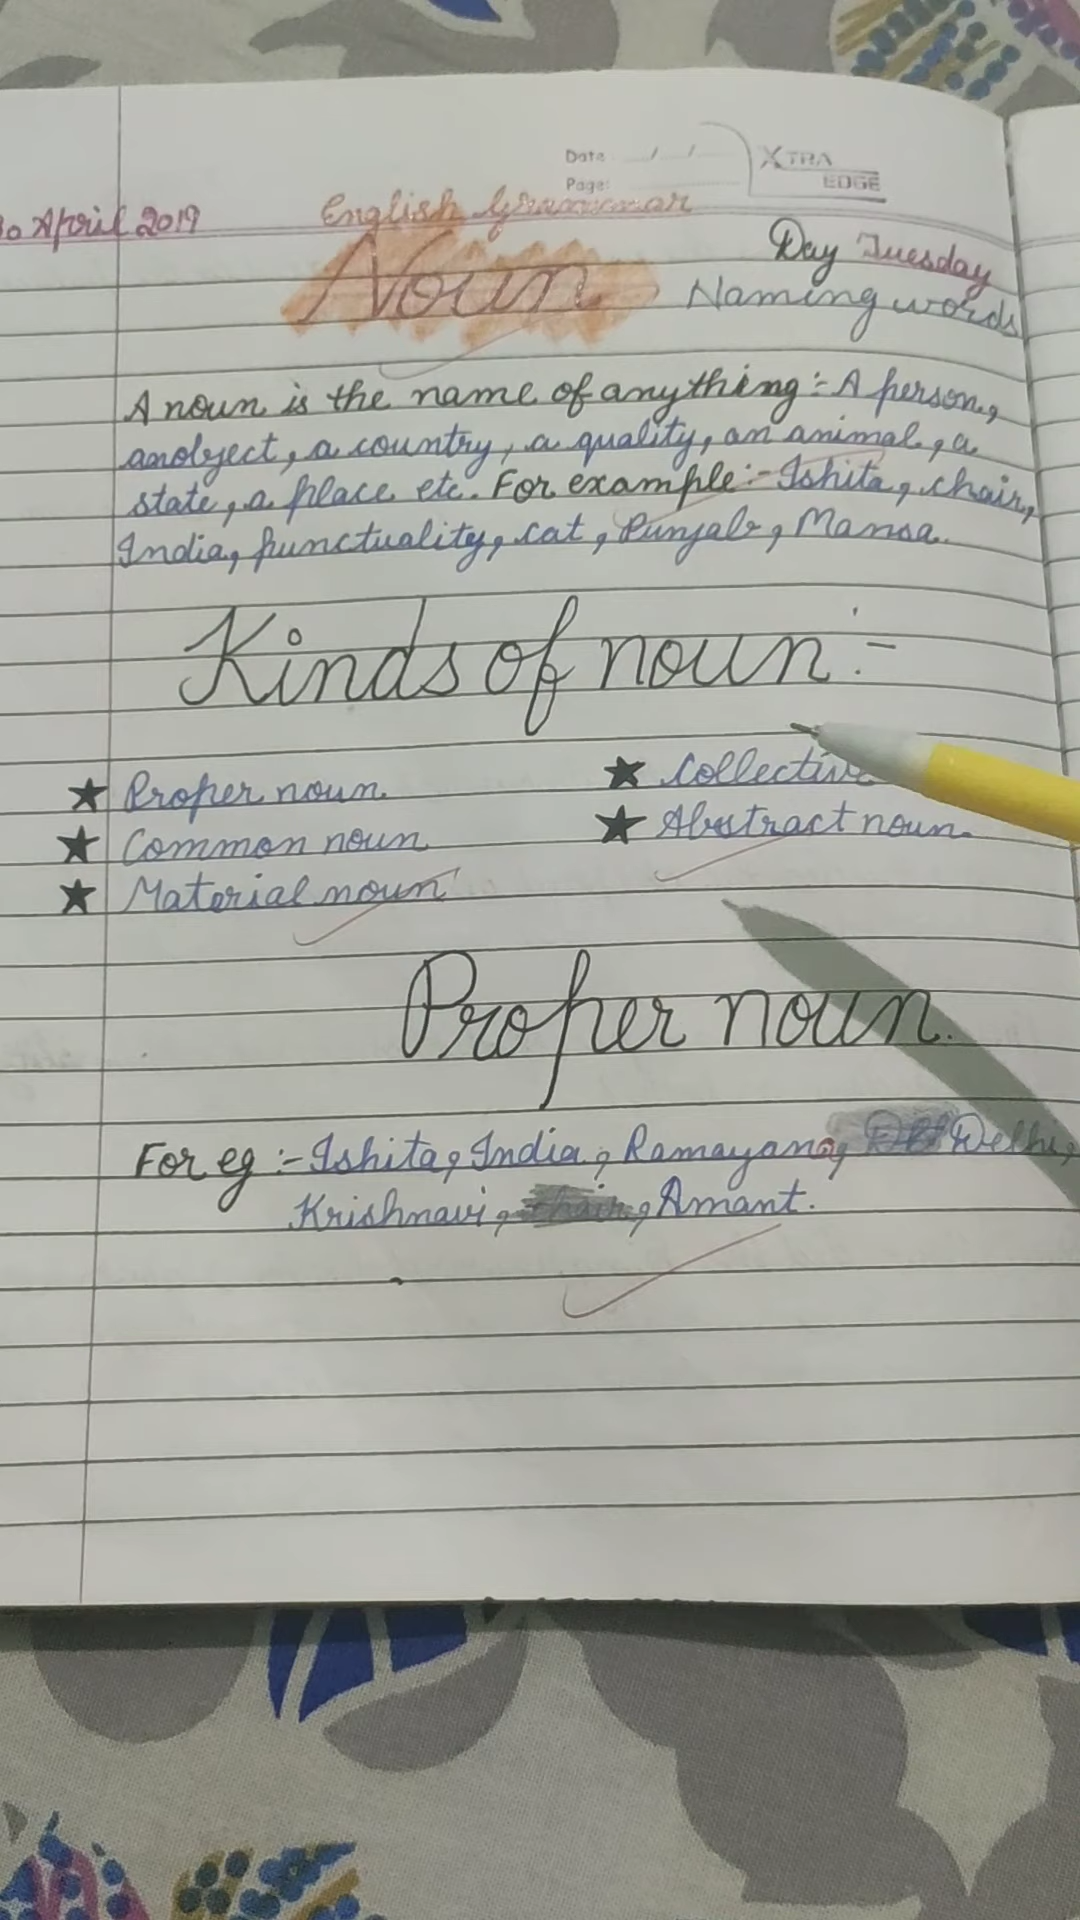 Date / /
Page:
XTRA EDGE
30 April 2019
English Grammar
Day Tuesday
Noun
Naming words
A noun is the name of anything :- A person,
anobject, a country, a quality, an animal, a
state, a place etc. For example :- Ishita, chair,
India, punctuality, cat, Punjab, Mansa.
Kinds of noun :-
★ Proper noun.
★ Common noun
★ Material noun
★ Collective
★ Abstract noun.
Proper noun.
For eg :- Ishita, India, Ramayana, Delhi,
Krishnavi, chair, Amant.